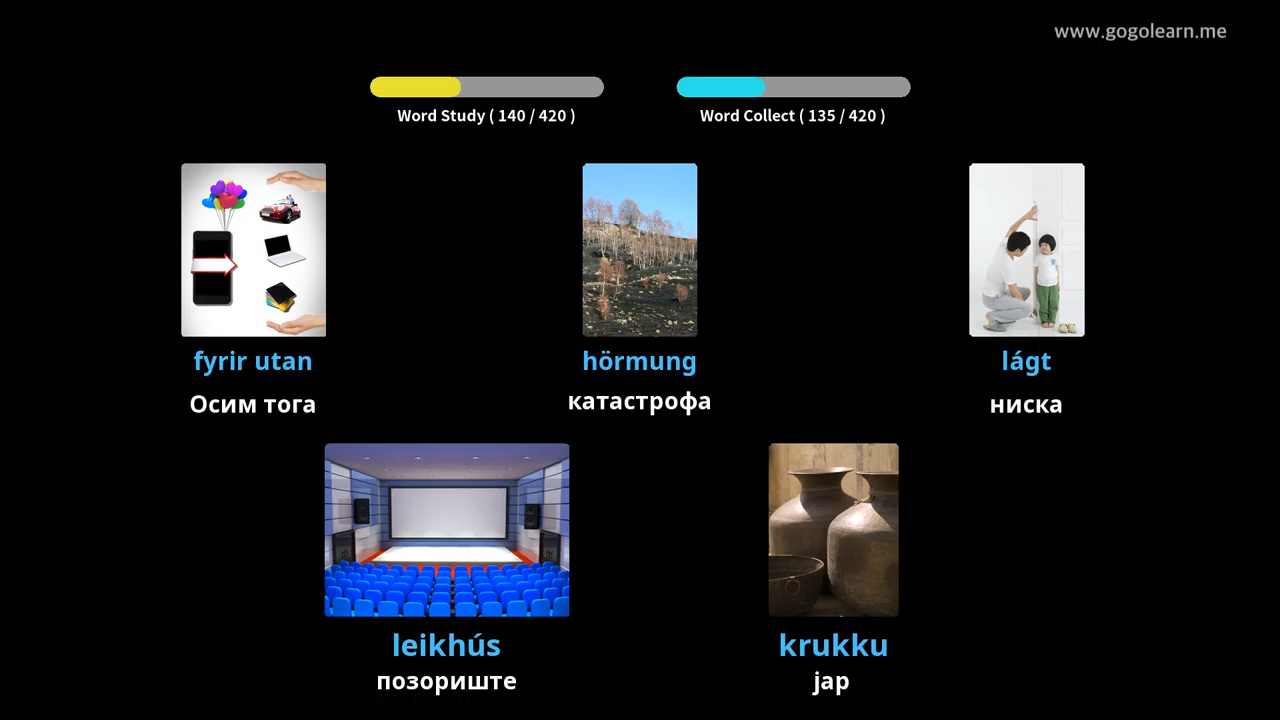 www.gogolearn.me
Word Study ( 140 / 420 )
Word Collect ( 135 / 420 )
fyrir utan
hörmung
lágt
Осим тога
катастрофа
ниска
leikhús
krukku
позориште
јар